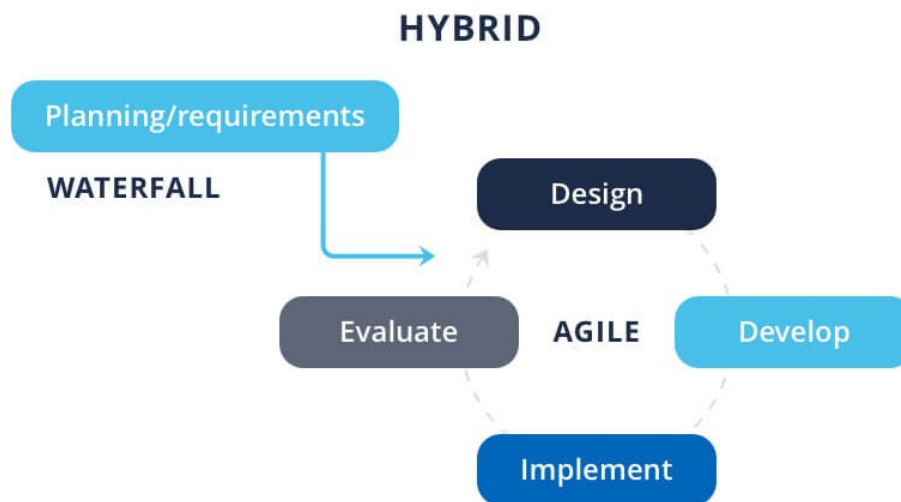 HYBRID
Planning/requirements
WATERFALL
Design
Evaluate
AGILE
Develop
Implement